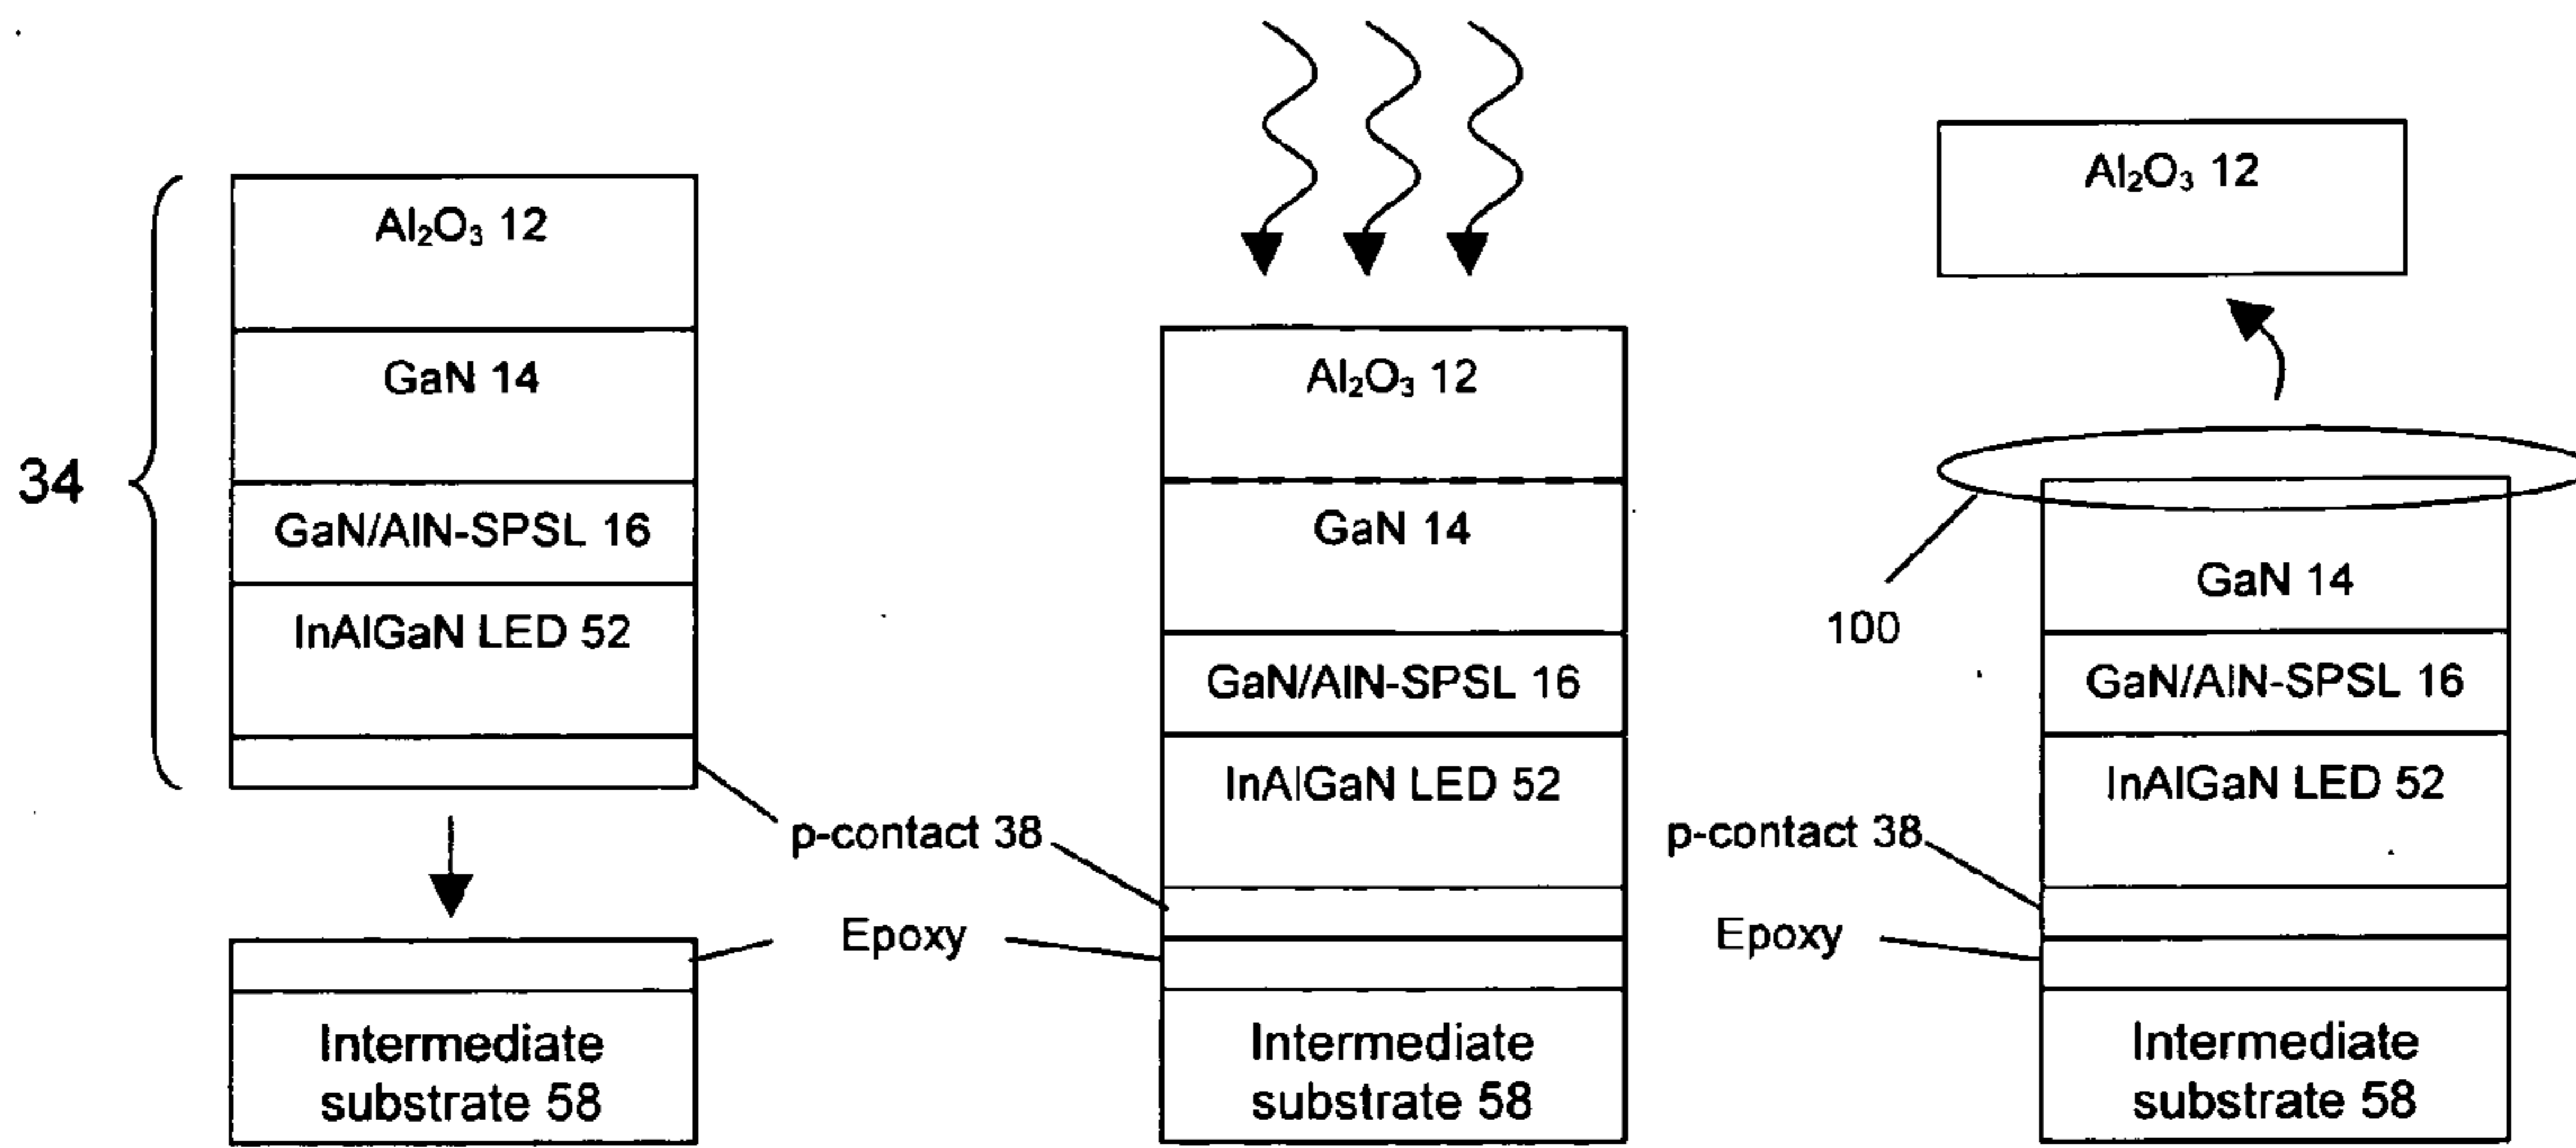 34
Al₂O₃ 12
GaN 14
GaN/AlN-SPSL 16
InAlGaN LED 52
p-contact 38
Epoxy
Intermediate
substrate 58
Al₂O₃ 12
GaN 14
GaN/AlN-SPSL 16
InAlGaN LED 52
Intermediate
substrate 58
Al₂O₃ 12
100
GaN 14
GaN/AlN-SPSL 16
InAlGaN LED 52
p-contact 38
Epoxy
Intermediate
substrate 58